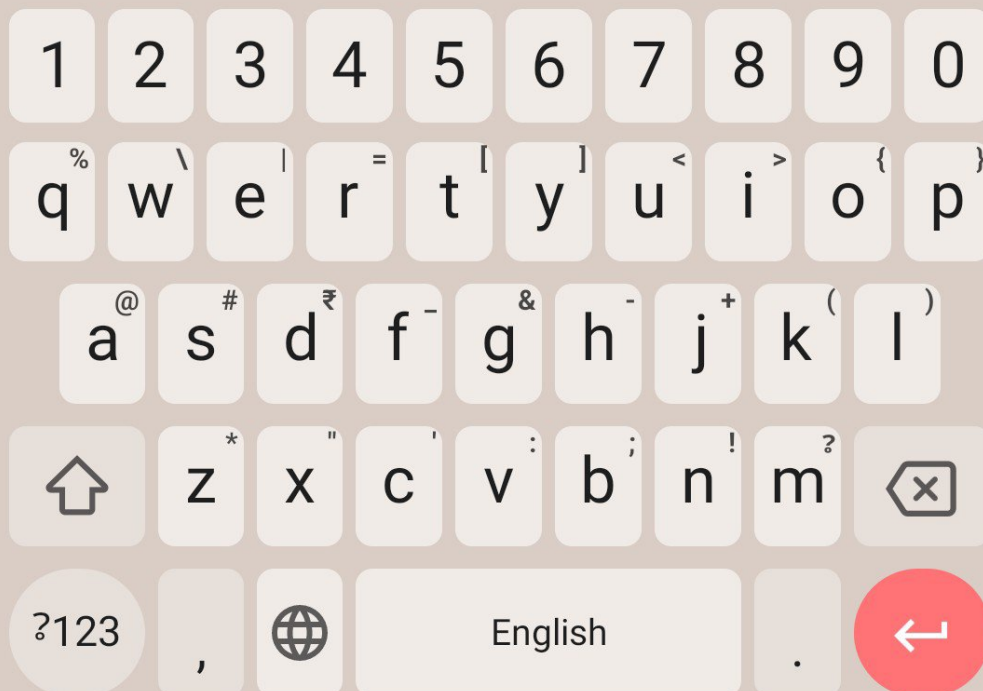 1 2 3 4 5 6 7 8 9 0
q % w \ e | r = t [ y ] u < i > o { p }
a @ s # d ₹ f _ g & h - j + k ( l )
z * x " c ' v : b ; n ! m ?
?123 , English .